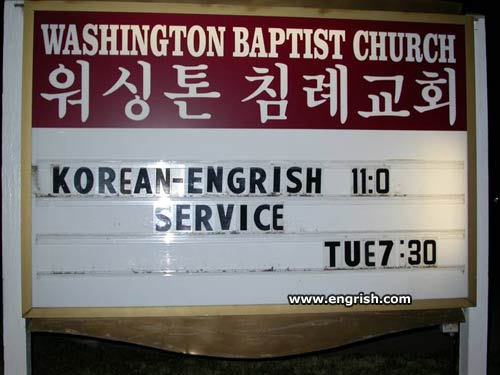 WASHINGTON BAPTIST CHURCH
워싱톤 침례교회
KOREAN-ENGRISH 11:0
SERVICE
TUE7:30
www.engrish.com